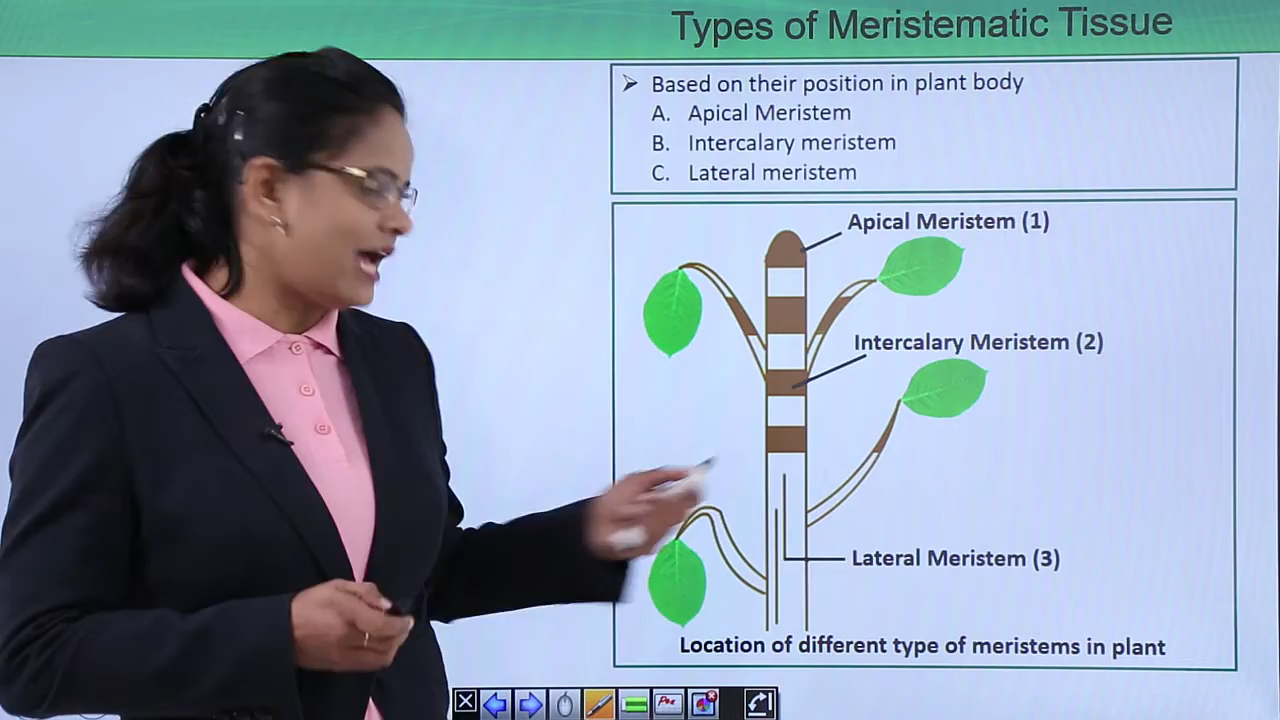 Types of Meristematic Tissue
➢ Based on their position in plant body
A. Apical Meristem
B. Intercalary meristem
C. Lateral meristem
Apical Meristem (1)
Intercalary Meristem (2)
Lateral Meristem (3)
Location of different type of meristems in plant